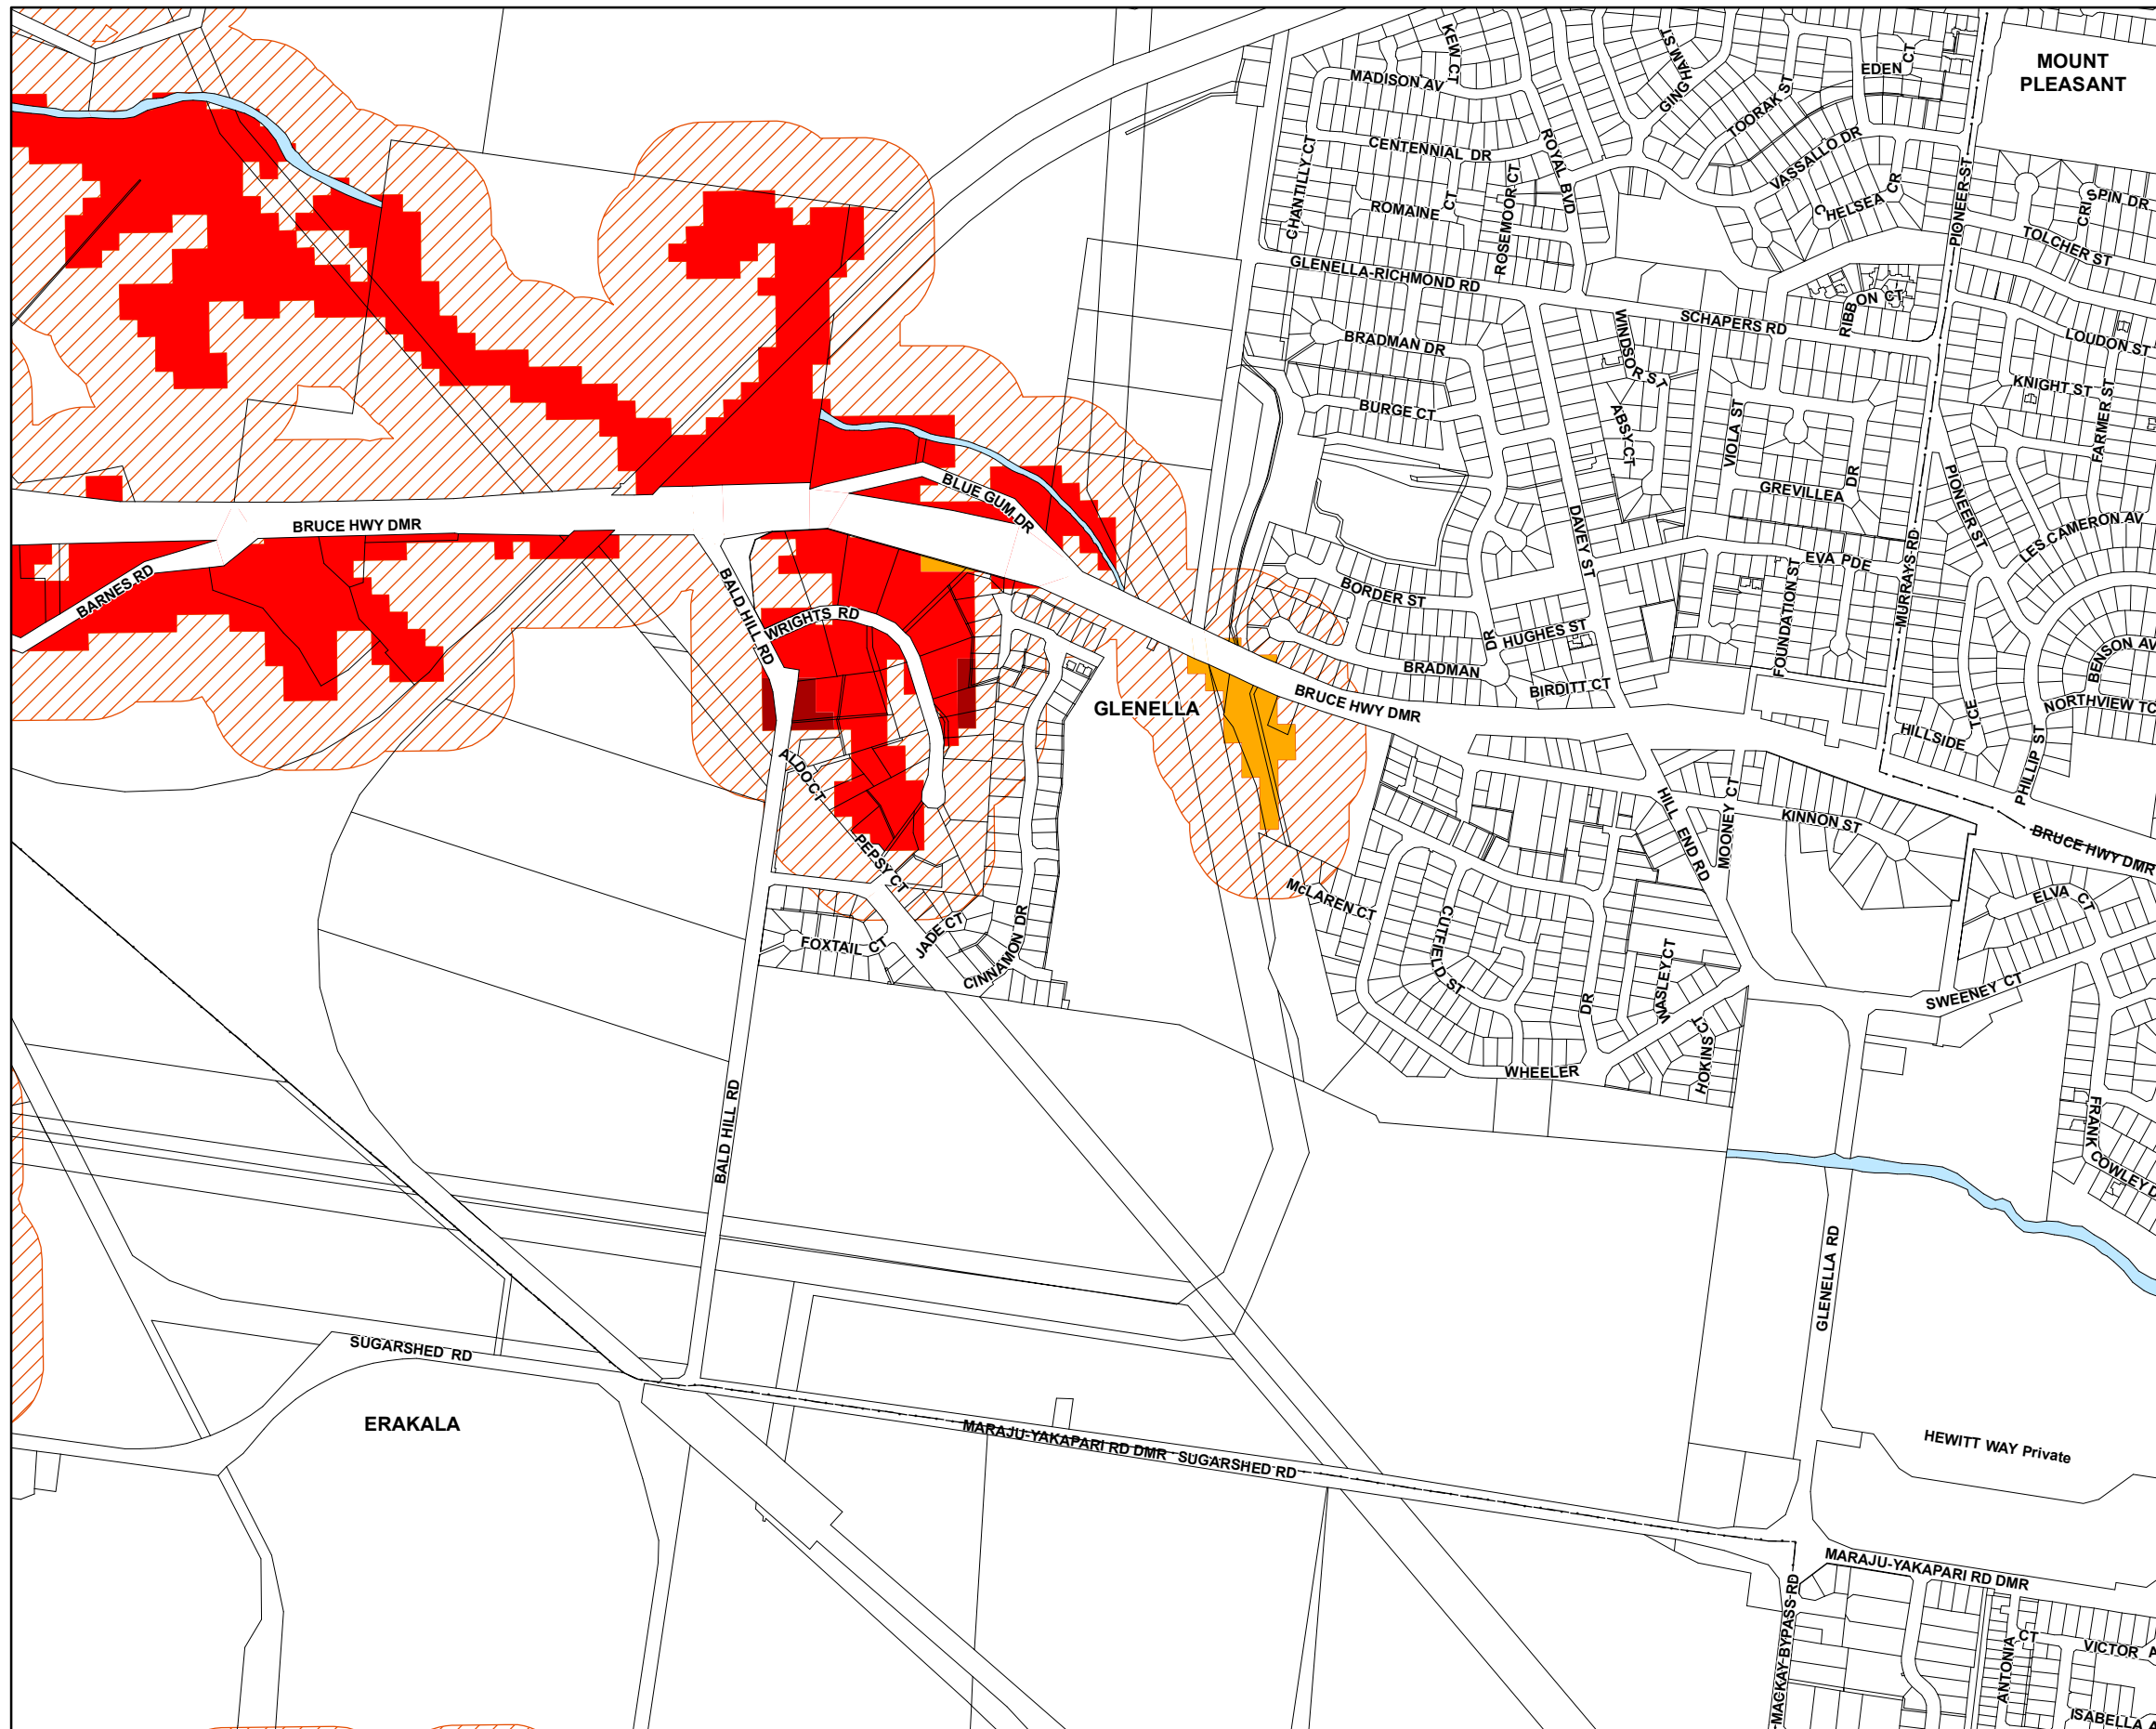 MOUNT
PLEASANT
KEW CT
GINGHAM ST
EDEN CT
MADISON AV
TOORAK ST
CENTENNIAL DR
ROYAL BVD
VASSALLO DR
CHANTILLY CT
ROMAINE CT
ROSEMOOR CT
CHELSEA CR
PIONEER ST
SPIN DR
CRI
TOLCHER ST
GLENELLA-RICHMOND RD
RIBBON CT
SCHAPERS RD
WINDSOR ST
LOUDON ST
BRADMAN DR
KNIGHT ST
FARMER ST
BURGE CT
ABSY CT
VIOLA ST
GREVILLEA DR
PIONEER ST
BLUE GUM DR
BRUCE HWY DMR
DAVEY ST
LES CAMERON AV
EVA PDE
MURRAYS RD
BARNES RD
BALD HILL RD
WRIGHTS RD
BORDER ST
FOUNDATION ST
HUGHES ST
BRADMAN DR
BIRDITT CT
BENSON AV
GLENELLA
BRUCE HWY DMR
NORTHVIEW TC
HILLSIDE TCE
PHILLIP ST
ALDO CT
HILL END RD
MOONEY CT
KINNON ST
BRUCE HWY DMR
PEPSY CT
McLAREN CT
ELVA CT
CUTFIELD ST
FOXTAIL CT
JADE CT
CINNAMON DR
WASLEY CT
SWEENEY CT
DR
HOKINS CT
WHEELER
BALD HILL RD
FRANK
COWLEY D
GLENELLA RD
SUGARSHED RD
ERAKALA
MARAJU-YAKAPARI RD DMR SUGARSHED RD
HEWITT WAY Private
MARAJU-YAKAPARI RD DMR
MACKAY-BYPASS-RD
ANTONIA CT
VICTOR A
ISABELLA A